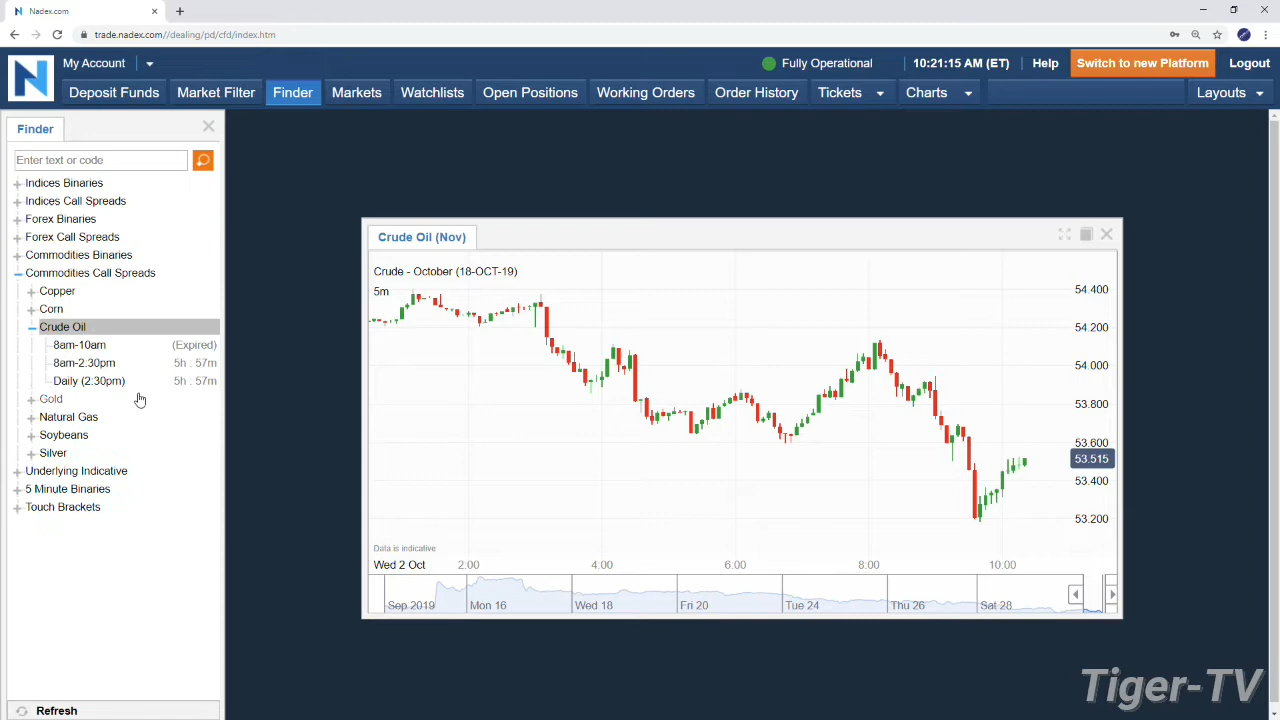 Nadex.com
trade.nadex.com//dealing/pd/cfd/index.htm
My Account
Fully Operational
10:21:15 AM (ET)
Help
Switch to new Platform
Logout
Deposit Funds
Market Filter
Finder
Markets
Watchlists
Open Positions
Working Orders
Order History
Tickets
Charts
Layouts
Finder
Enter text or code
Indices Binaries
Indices Call Spreads
Forex Binaries
Forex Call Spreads
Commodities Binaries
Commodities Call Spreads
Copper
Corn
Crude Oil
8am-10am (Expired)
8am-2:30pm 5h : 57m
Daily (2:30pm) 5h : 57m
Gold
Natural Gas
Soybeans
Silver
Underlying Indicative
5 Minute Binaries
Touch Brackets
Refresh
Crude Oil (Nov)
Crude - October (18-OCT-19)
5m
54.400
54.200
54.000
53.800
53.600
53.515
53.400
53.200
Data is indicative
Wed 2 Oct 2:00 4:00 6:00 8:00 10:00
Sep 2019 Mon 16 Wed 18 Fri 20 Tue 24 Thu 26 Sat 28
Tiger-TV